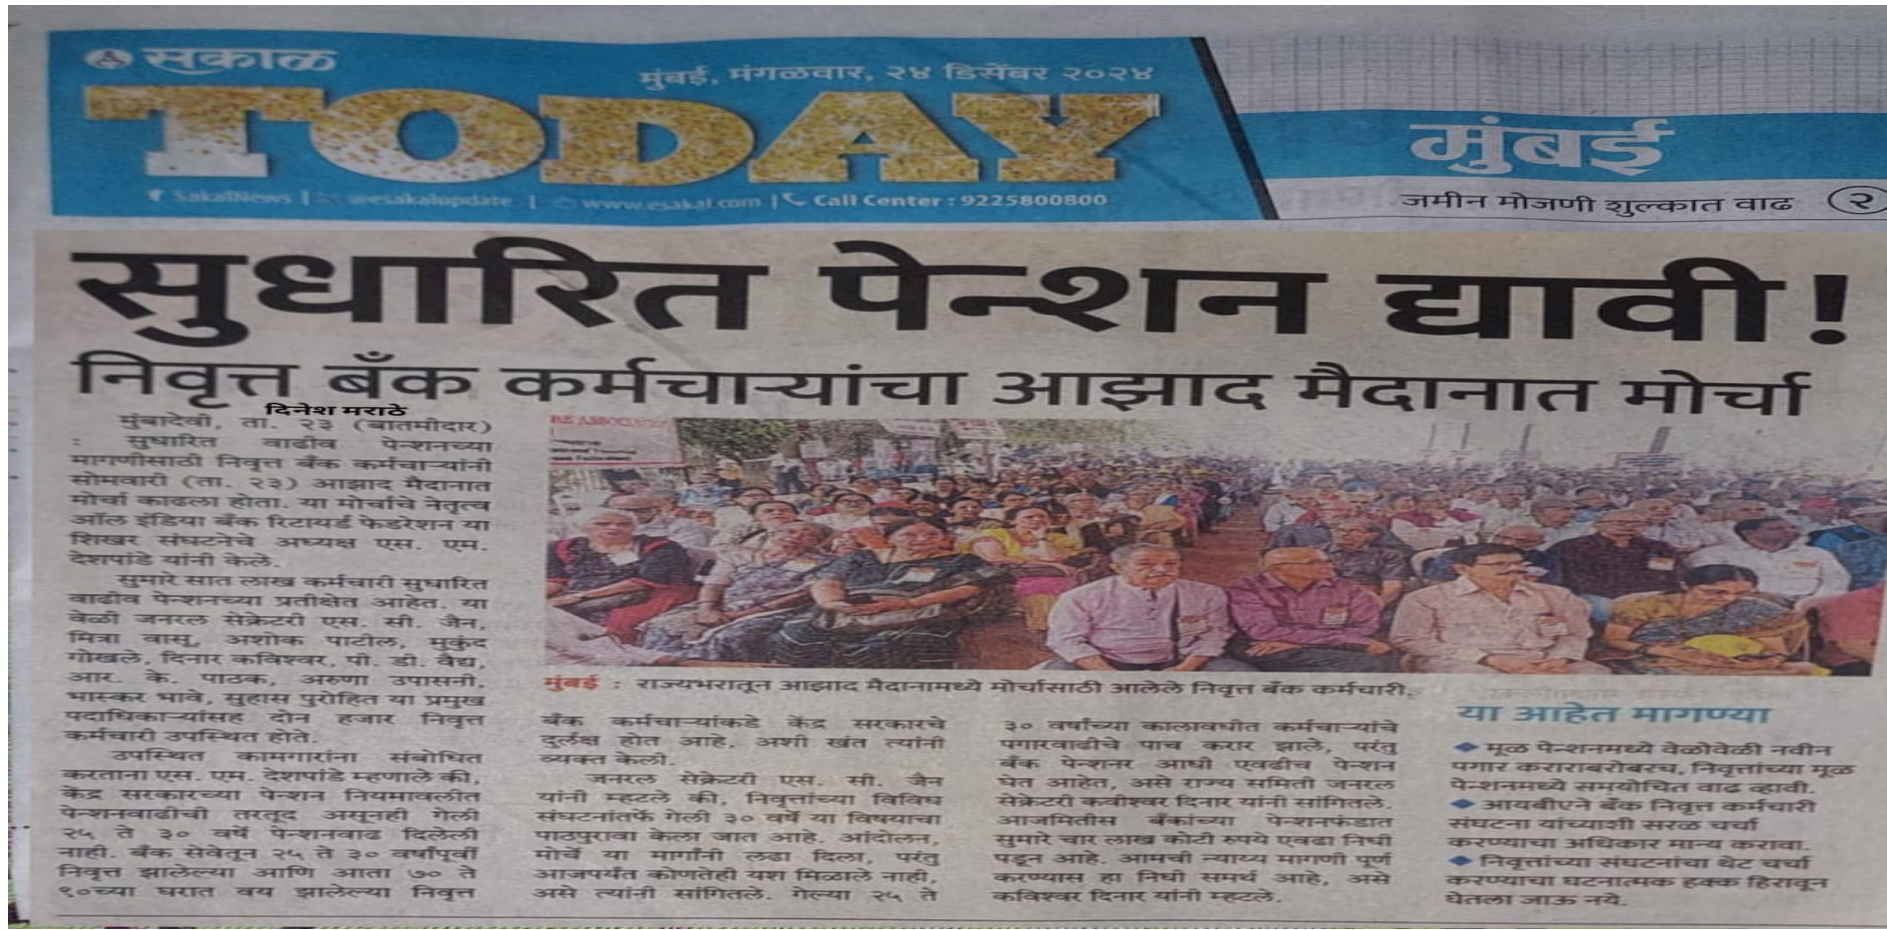 सकाळ
मुंबई, मंगळवार, २४ डिसेंबर २०२४
TODAY
SakalNews | @esakalupdate | www.esakal.com | Call Center : 9225800800
मुंबई
जमीन मोजणी शुल्कात वाढ २
सुधारित पेन्शन द्यावी!
निवृत्त बँक कर्मचाऱ्यांचा आझाद मैदानात मोर्चा
दिनेश मराठे
मुंबादेवी, ता. २३ (बातमीदार)
: सुधारित वाढीव पेन्शनच्या
मागणीसाठी निवृत्त बँक कर्मचाऱ्यांनी
सोमवारी (ता. २३) आझाद मैदानात
मोर्चा काढला होता. या मोर्चाचे नेतृत्व
ऑल इंडिया बँक रिटायर्ड फेडरेशन या
शिखर संघटनेचे अध्यक्ष एस. एम.
देशपांडे यांनी केले.
सुमारे सात लाख कर्मचारी सुधारित
वाढीव पेन्शनच्या प्रतीक्षेत आहेत. या
वेळी जनरल सेक्रेटरी एस. सी. जैन,
मित्रा वासू, अशोक पाटील, मुकुंद
गोखले, दिनार कविश्वर, पी. डी. वैद्य,
आर. के. पाठक, अरुणा उपासनी,
भास्कर भावे, सुहास पुरोहित या प्रमुख
पदाधिकाऱ्यांसह दोन हजार निवृत्त
कर्मचारी उपस्थित होते.
उपस्थित कामगारांना संबोधित
करताना एस. एम. देशपांडे म्हणाले की,
केंद्र सरकारच्या पेन्शन नियमावलीत
पेन्शनवाढीची तरतूद असूनही गेली
२५ ते ३० वर्षे पेन्शनवाढ दिलेली
नाही. बँक सेवेतून २५ ते ३० वर्षांपूर्वी
निवृत्त झालेल्या आणि आता ७० ते
९०च्या घरात वय झालेल्या निवृत्त
RE ASSOCIAT
मुंबई : राज्यभरातून आझाद मैदानामध्ये मोर्चासाठी आलेले निवृत्त बँक कर्मचारी.
बँक कर्मचाऱ्यांकडे केंद्र सरकारचे
दुर्लक्ष होत आहे, अशी खंत त्यांनी
व्यक्त केली.
जनरल सेक्रेटरी एस. सी. जैन
यांनी म्हटले की, निवृत्तांच्या विविध
संघटनांतर्फे गेली ३० वर्षे या विषयाचा
पाठपुरावा केला जात आहे. आंदोलन,
मोर्चे या मार्गांनी लढा दिला, परंतु
आजपर्यंत कोणतेही यश मिळाले नाही,
असे त्यांनी सांगितले. गेल्या २५ ते
३० वर्षांच्या कालावधीत कर्मचाऱ्यांचे
पगारवाढीचे पाच करार झाले, परंतु
बँक पेन्शनर आधी एवढीच पेन्शन
घेत आहेत, असे राज्य समिती जनरल
सेक्रेटरी कवीश्वर दिनार यांनी सांगितले.
आजमितीस बँकांच्या पेन्शनफंडात
सुमारे चार लाख कोटी रुपये एवढा निधी
पडून आहे. आमची न्याय्य मागणी पूर्ण
करण्यास हा निधी समर्थ आहे, असे
कविश्वर दिनार यांनी म्हटले.
या आहेत मागण्या
◆ मूळ पेन्शनमध्ये वेळोवेळी नवीन
पगार कराराबरोबरच, निवृत्तांच्या मूळ
पेन्शनमध्ये समयोचित वाढ व्हावी.
◆ आयबीएने बँक निवृत्त कर्मचारी
संघटना यांच्याशी सरळ चर्चा
करण्याचा अधिकार मान्य करावा.
◆ निवृत्तांच्या संघटनांचा थेट चर्चा
करण्याचा घटनात्मक हक्क हिरावून
घेतला जाऊ नये.